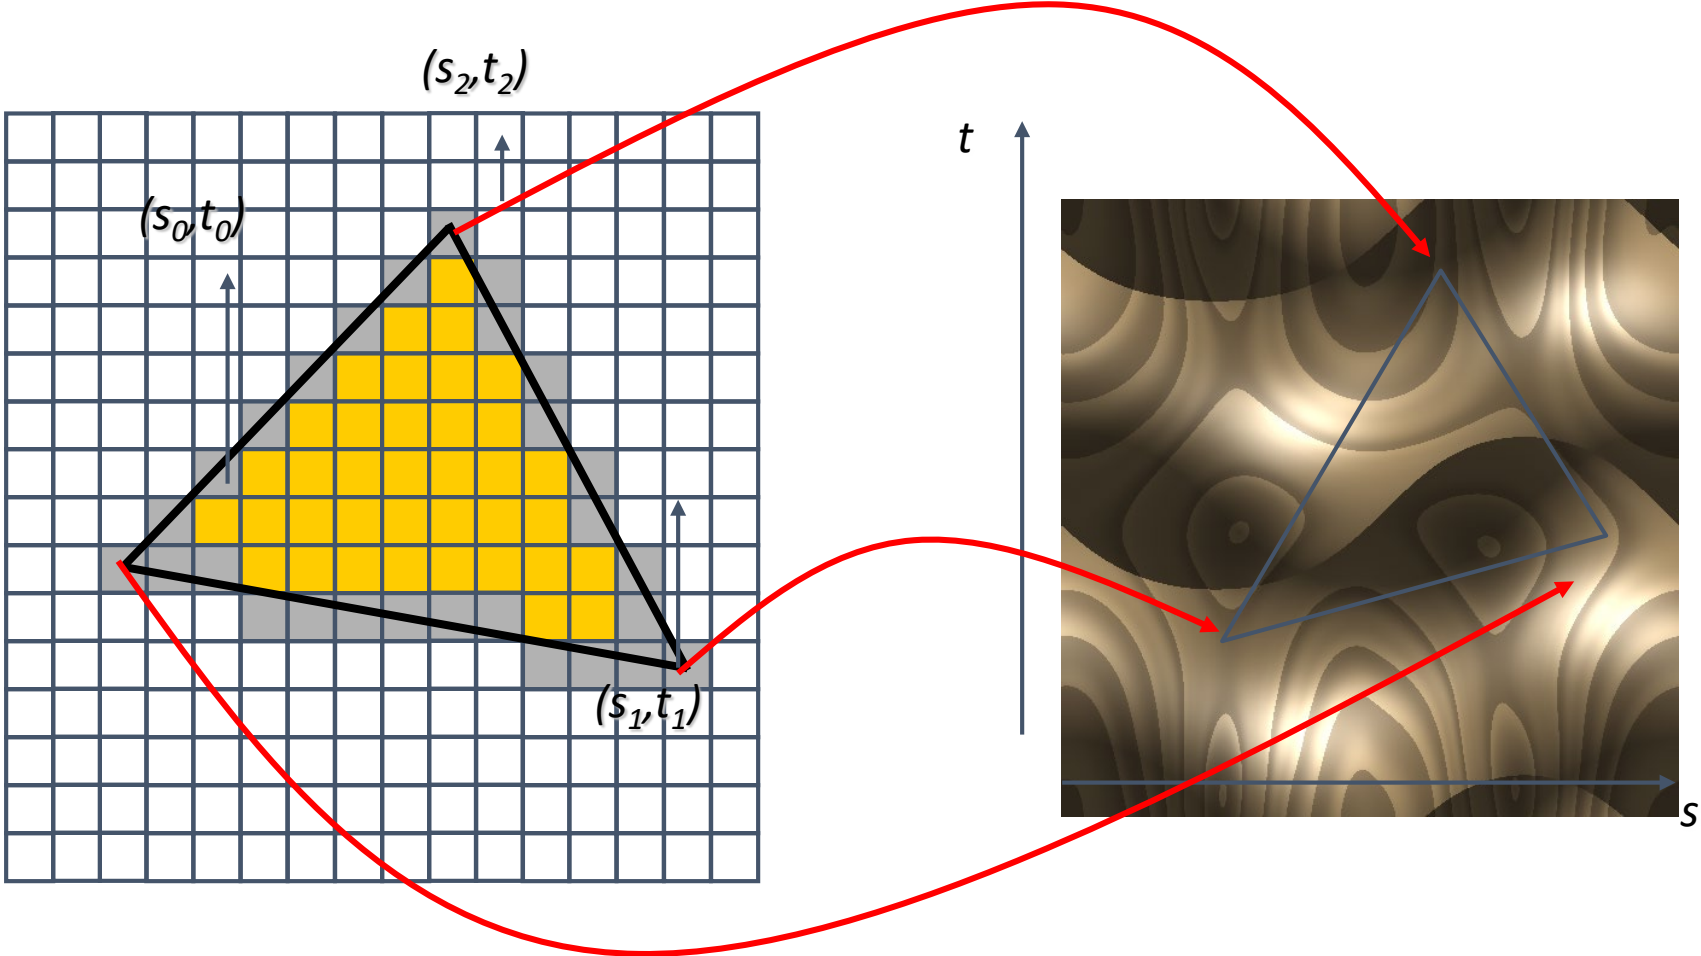 (s₂,t₂)
t
(s₀,t₀)
(s₁,t₁)
s